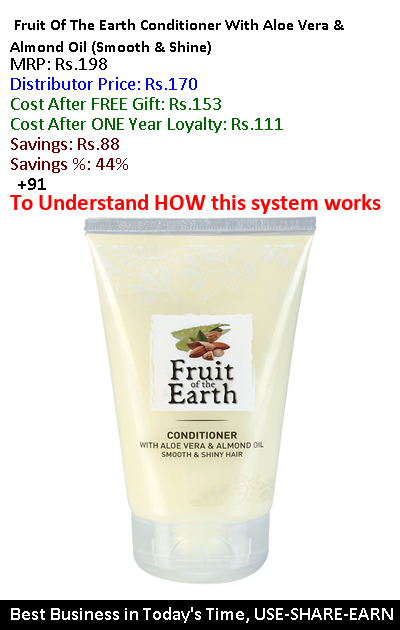 Fruit Of The Earth Conditioner With Aloe Vera &
Almond Oil (Smooth & Shine)
MRP: Rs.198
Distributor Price: Rs.170
Cost After FREE Gift: Rs.153
Cost After ONE Year Loyalty: Rs.111
Savings: Rs.88
Savings %: 44%
+91
To Understand HOW this system works
Fruit
of the
Earth
CONDITIONER
WITH ALOE VERA & ALMOND OIL
SMOOTH & SHINY HAIR
Best Business in Today's Time, USE-SHARE-EARN